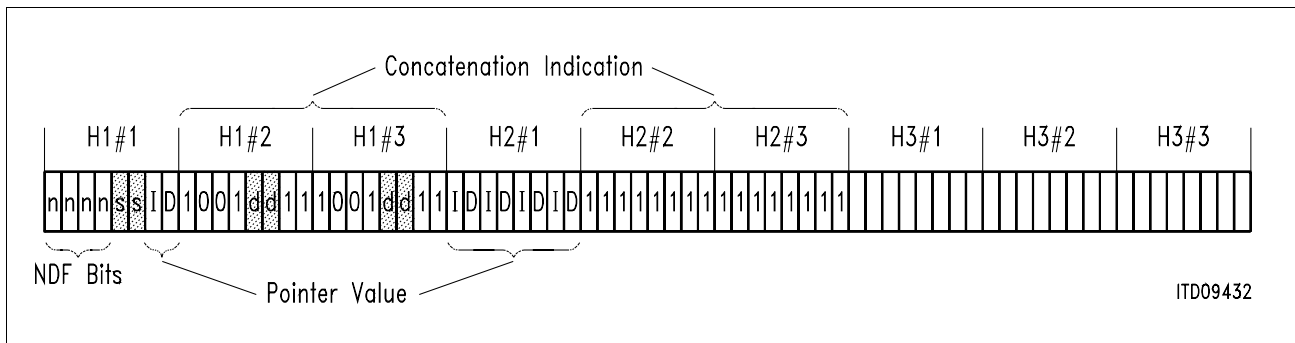 Concatenation Indication
H1#1 H1#2 H1#3 H2#1 H2#2 H2#3 H3#1 H3#2 H3#3
n n n n s s I D 1 0 0 1 d d 1 1 1 0 0 1 d d 1 1 I D I D I D I D 1 1 1 1 1 1 1 1 1 1 1 1 1 1 1 1
NDF Bits
Pointer Value
ITD09432